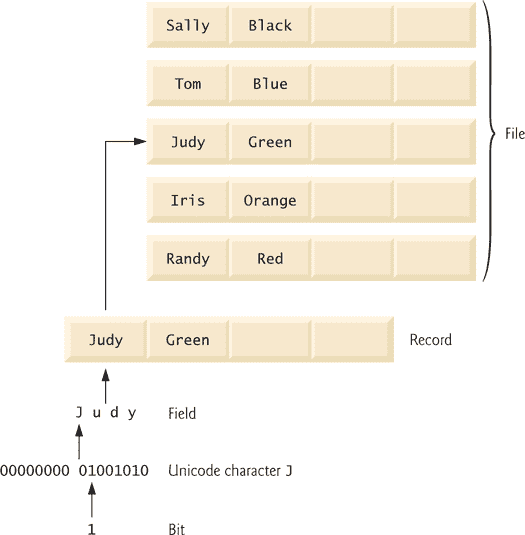 Sally Black
Tom Blue
Judy Green
File
Iris Orange
Randy Red
Judy Green Record
J u d y Field
00000000 01001010 Unicode character J
1 Bit